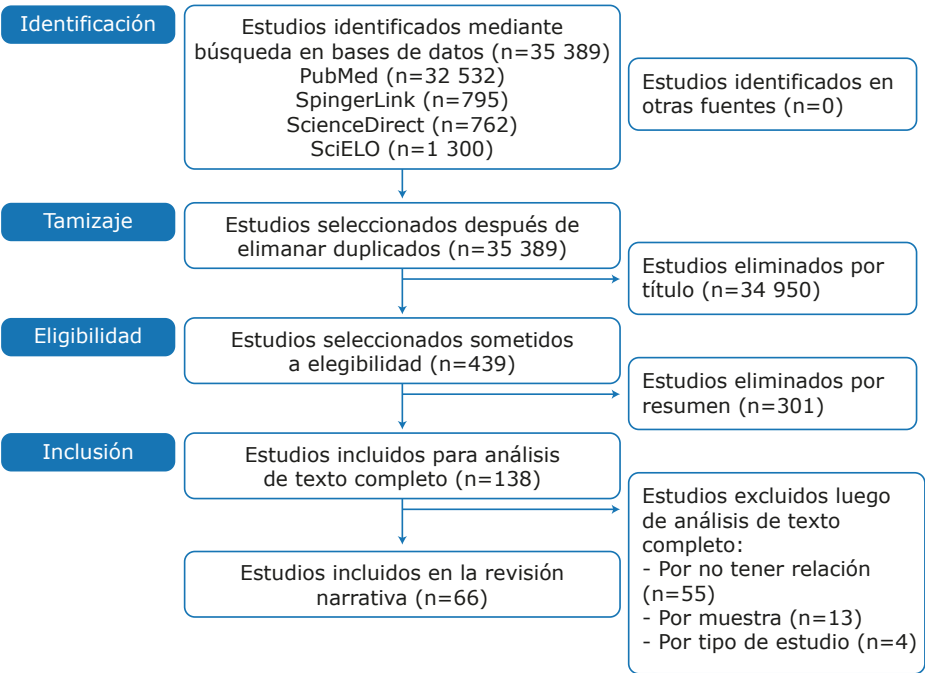 Identificación
Estudios identificados mediante
búsqueda en bases de datos (n=35 389)
PubMed (n=32 532)
SpingerLink (n=795)
ScienceDirect (n=762)
SciELO (n=1 300)
Estudios identificados en
otras fuentes (n=0)
Tamizaje
Estudios seleccionados después de
elimanar duplicados (n=35 389)
Estudios eliminados por
título (n=34 950)
Eligibilidad
Estudios seleccionados sometidos
a elegibilidad (n=439)
Estudios eliminados por
resumen (n=301)
Inclusión
Estudios incluidos para análisis
de texto completo (n=138)
Estudios excluidos luego
de análisis de texto
completo:
- Por no tener relación
(n=55)
- Por muestra (n=13)
- Por tipo de estudio (n=4)
Estudios incluidos en la revisión
narrativa (n=66)